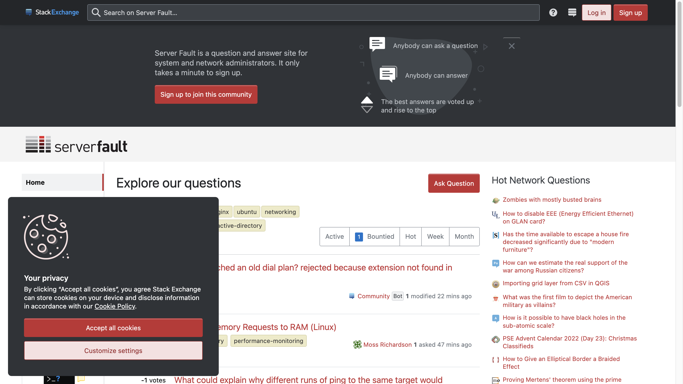 StackExchange
Search on Server Fault…
Log in
Sign up
Server Fault is a question and answer site for
system and network administrators. It only
takes a minute to sign up.
Sign up to join this community
Anybody can ask a question
Anybody can answer
The best answers are voted up
and rise to the top
serverfault
Home
Explore our questions
Ask Question
ubuntu
networking
active-directory
Active
1 Bountied
Hot
Week
Month
an old dial plan? rejected because extension not found in
Community Bot 1 modified 22 mins ago
Memory Requests to RAM (Linux)
performance-monitoring
Moss Richardson 1 asked 47 mins ago
-1 votes
What could explain why different runs of ping to the same target would
Your privacy
By clicking "Accept all cookies", you agree Stack Exchange
can store cookies on your device and disclose information
in accordance with our Cookie Policy.
Accept all cookies
Customize settings
Hot Network Questions
Zombies with mostly busted brains
How to disable EEE (Energy Efficient Ethernet)
on GLAN card?
Has the time available to escape a house fire
decreased significantly due to "modern
furniture"?
How can we estimate the real support of the
war among Russian citizens?
Importing grid layer from CSV in QGIS
What was the first film to depict the American
military as villains?
How is it possible to have black holes in the
sub-atomic scale?
PSE Advent Calendar 2022 (Day 23): Christmas
Classifieds
How to Give an Elliptical Border a Braided
Effect
Proving Mertens' theorem using the prime